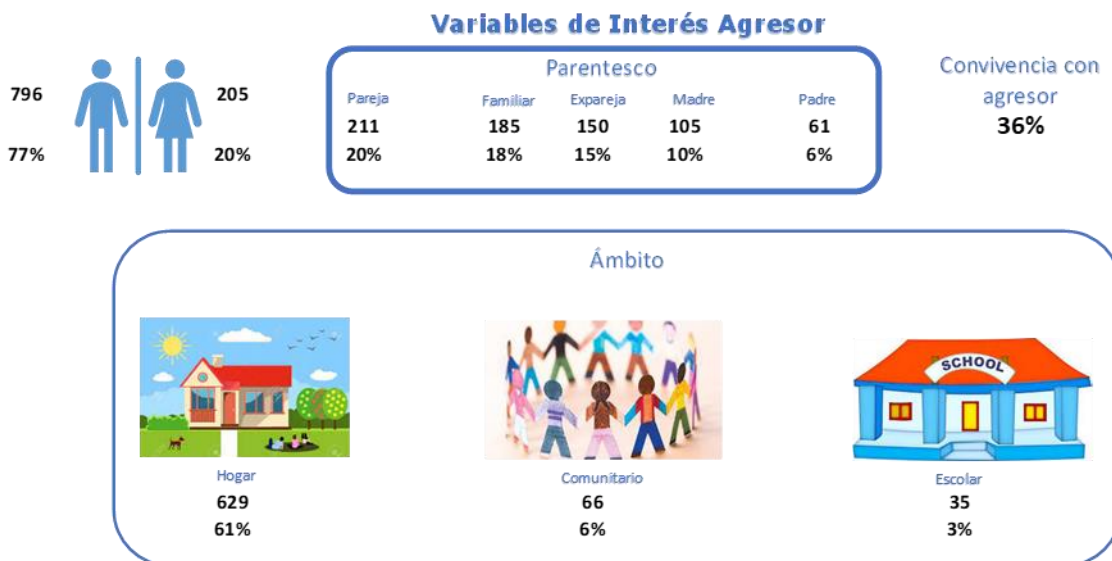 Variables de Interés Agresor
796
205
77%
20%
Parentesco
Pareja Familiar Expareja Madre Padre
211 185 150 105 61
20% 18% 15% 10% 6%
Convivencia con
agresor
36%
Ámbito
SCHOOL
Hogar Comunitario Escolar
629 66 35
61% 6% 3%